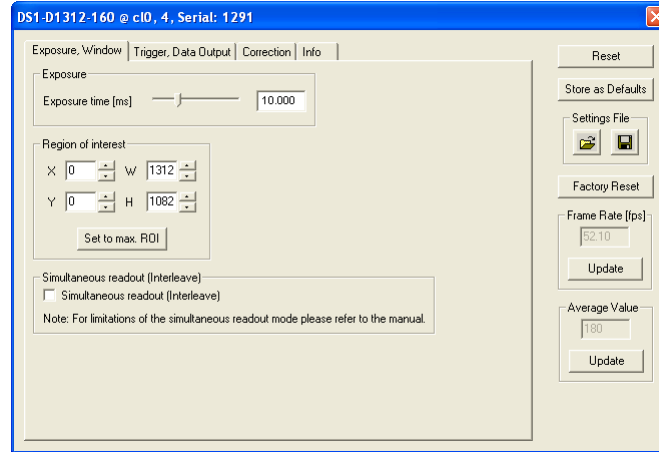 DS1-D1312-160 @ cl0, 4, Serial: 1291
Exposure, Window Trigger, Data Output Correction Info
Exposure
Exposure time [ms] 10.000
Region of interest
X 0 W 1312
Y 0 H 1082
Set to max. ROI
Simultaneous readout (Interleave)
Simultaneous readout (Interleave)
Note: For limitations of the simultaneous readout mode please refer to the manual.
Reset
Store as Defaults
Settings File
Factory Reset
Frame Rate [fps]
52.10
Update
Average Value
180
Update